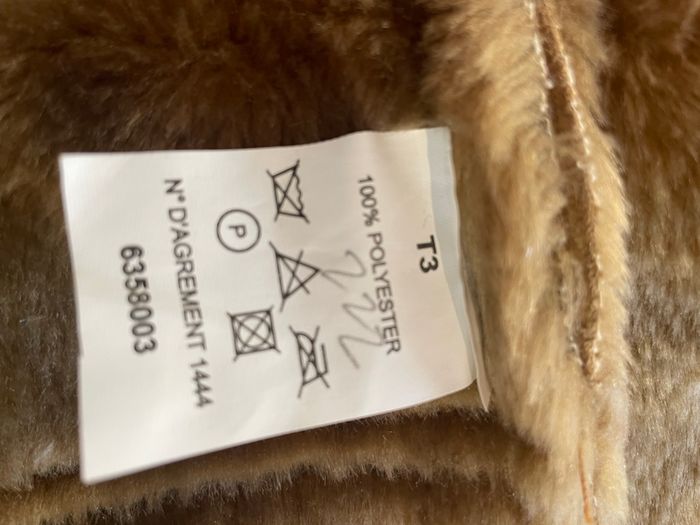 T3
100% POLYESTER
P
N° D'AGREMENT 1444
6358003